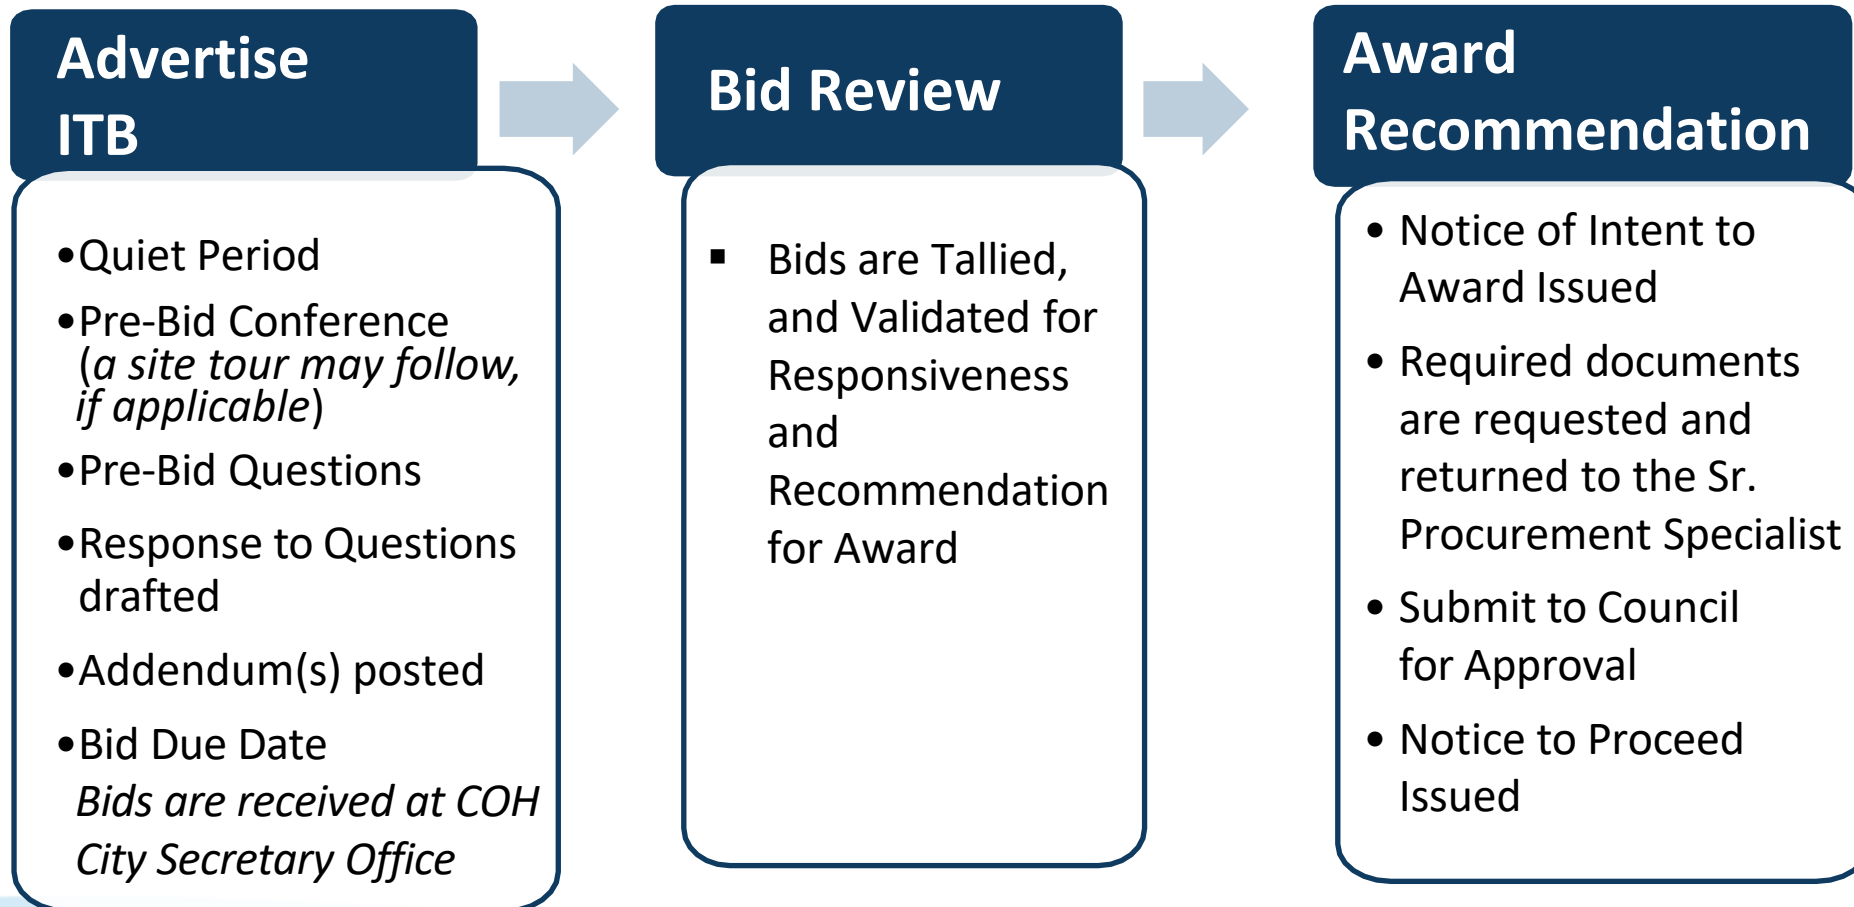 Advertise
ITB
•Quiet Period
•Pre-Bid Conference
(a site tour may follow,
if applicable)
•Pre-Bid Questions
•Response to Questions
drafted
•Addendum(s) posted
•Bid Due Date
Bids are received at COH
City Secretary Office
Bid Review
▪ Bids are Tallied,
and Validated for
Responsiveness
and
Recommendation
for Award
Award
Recommendation
• Notice of Intent to
Award Issued
• Required documents
are requested and
returned to the Sr.
Procurement Specialist
• Submit to Council
for Approval
• Notice to Proceed
Issued